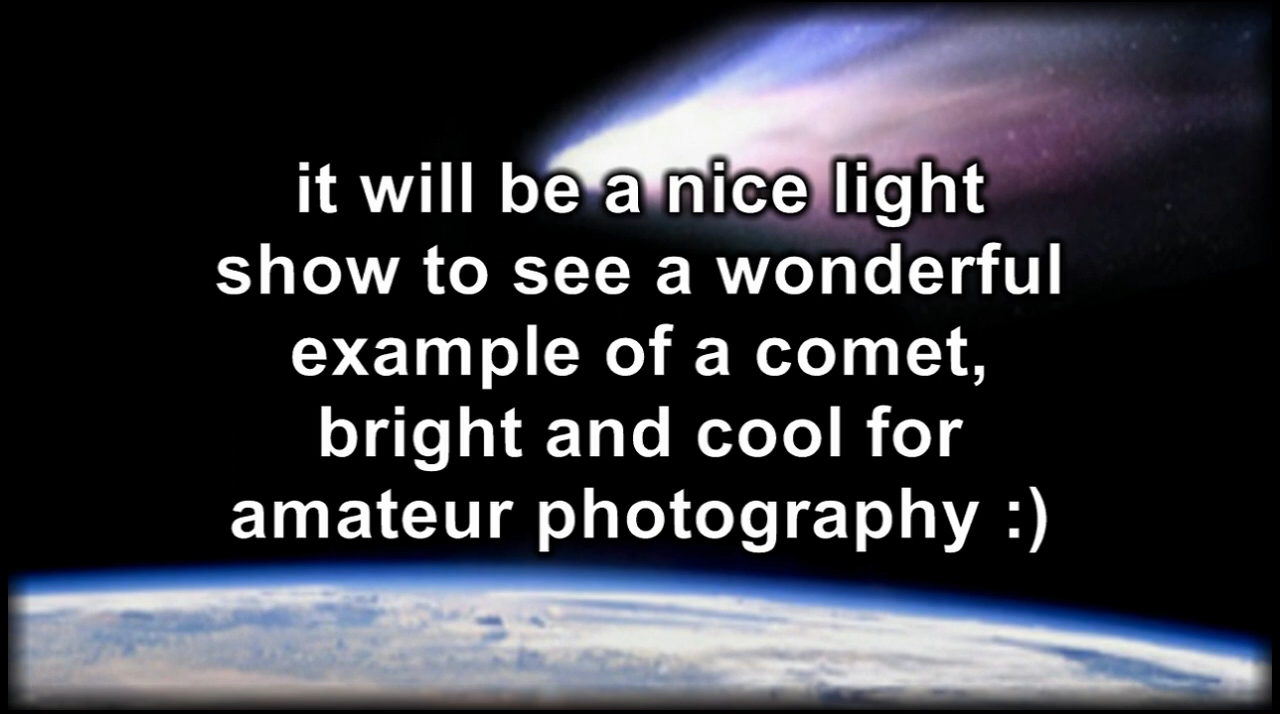 it will be a nice light
show to see a wonderful
example of a comet,
bright and cool for
amateur photography :)